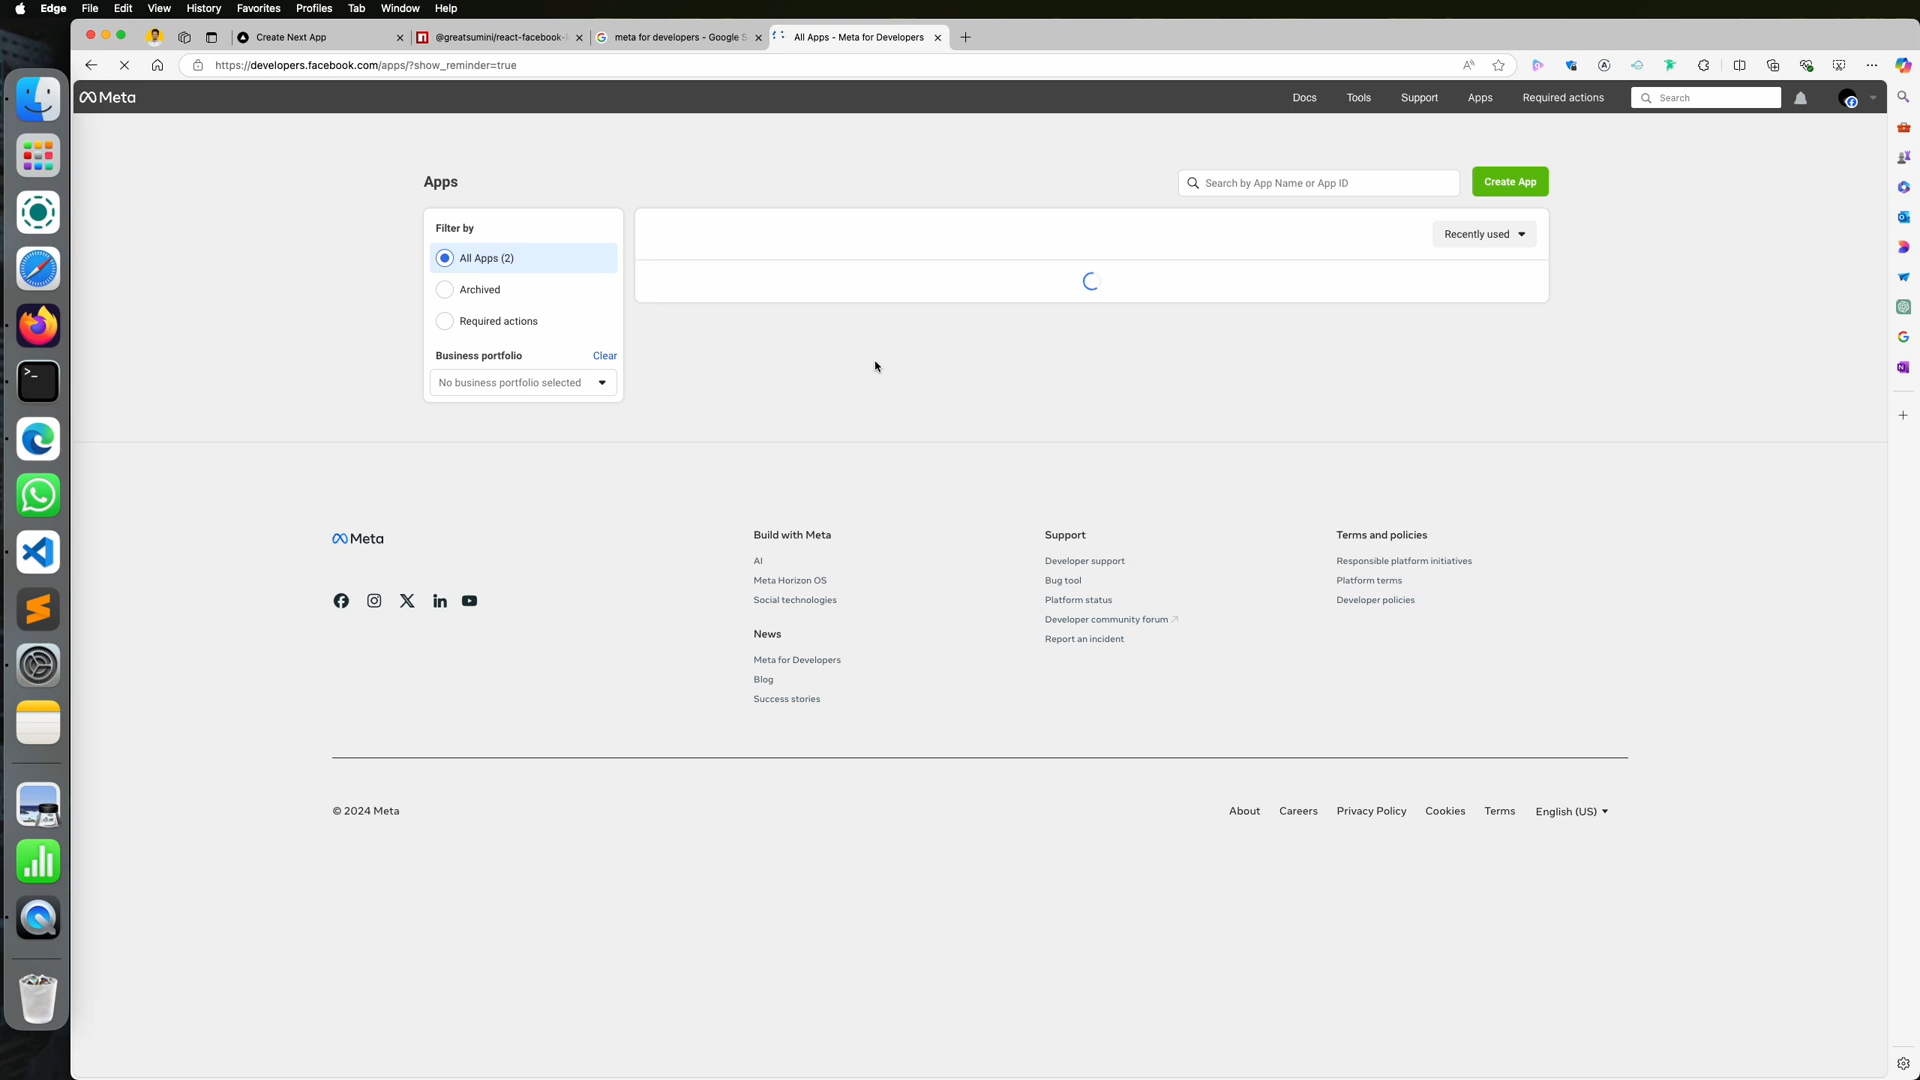 Edge File Edit View History Favorites Profiles Tab Window Help
Create Next App
@greatsumini/react-facebook-
meta for developers - Google S
All Apps - Meta for Developers
https://developers.facebook.com/apps/?show_reminder=true
Meta
Docs Tools Support Apps Required actions Search
Apps
Search by App Name or App ID
Create App
Filter by
All Apps (2)
Archived
Required actions
Business portfolio Clear
No business portfolio selected
Recently used
Meta
Build with Meta
AI
Meta Horizon OS
Social technologies
News
Meta for Developers
Blog
Success stories
Support
Developer support
Bug tool
Platform status
Developer community forum
Report an incident
Terms and policies
Responsible platform initiatives
Platform terms
Developer policies
© 2024 Meta
About Careers Privacy Policy Cookies Terms English (US)